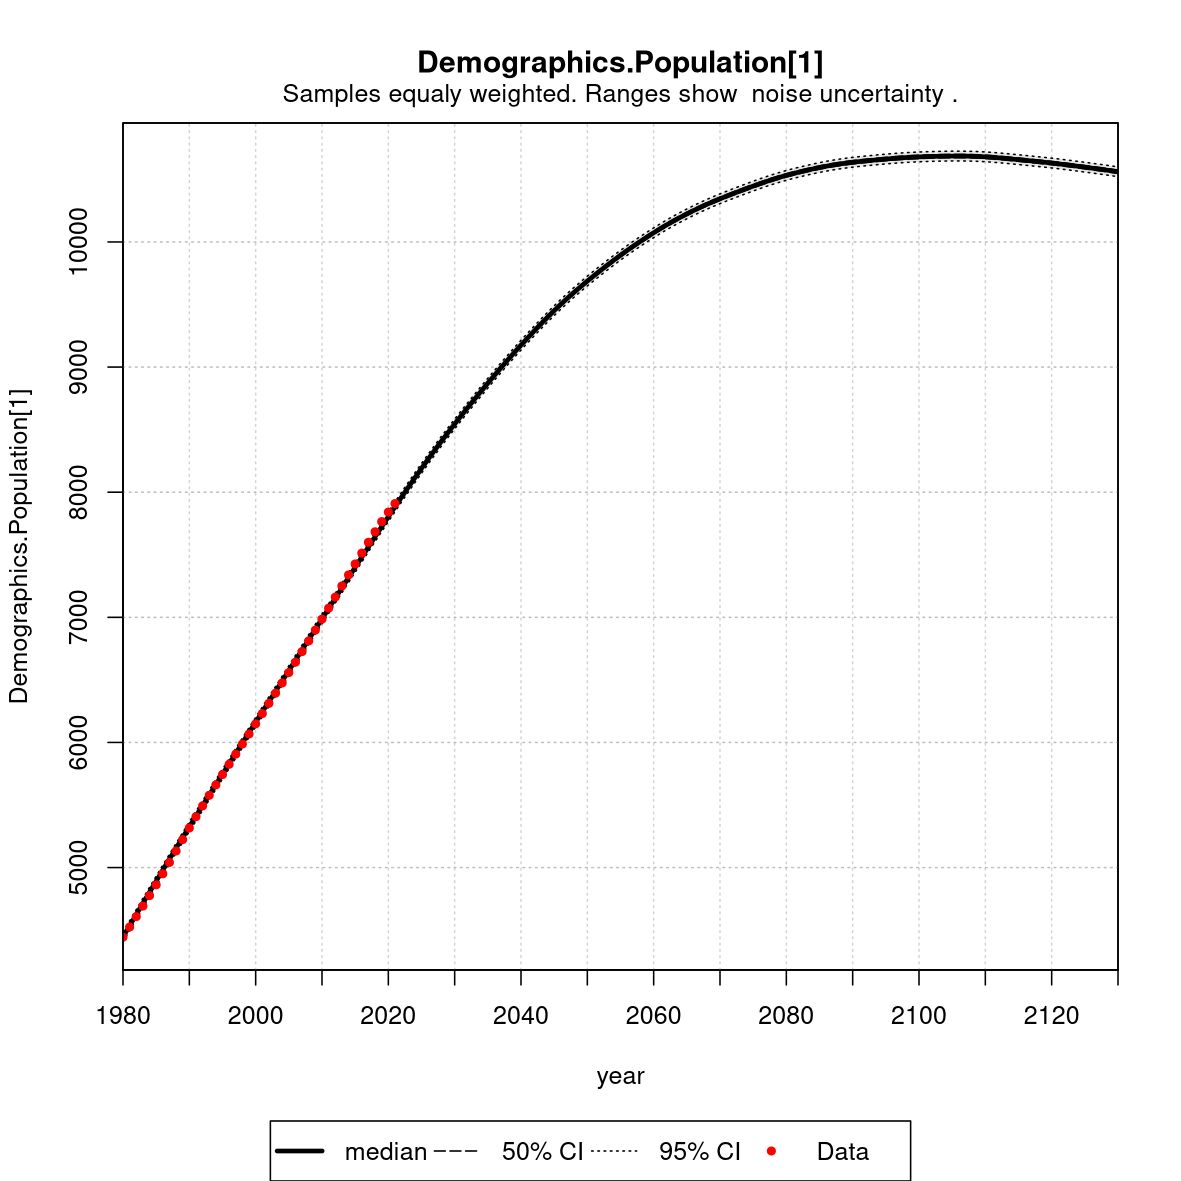 Demographics.Population[1]
Samples equaly weighted. Ranges show  noise uncertainty .
Demographics.Population[1]
10000
9000
8000
7000
6000
5000
1980 2000 2020 2040 2060 2080 2100 2120
year
median 50% CI 95% CI Data